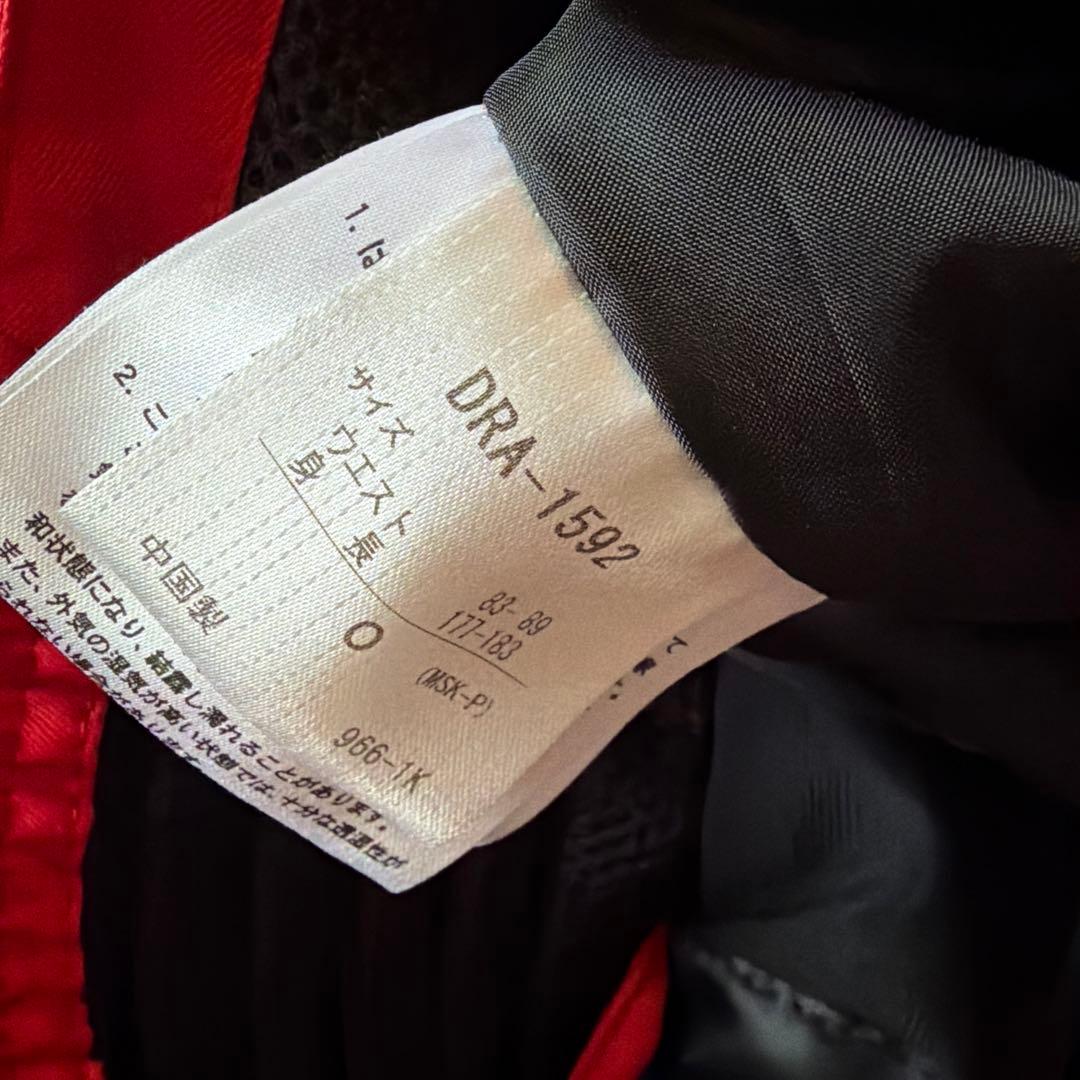 DRA-1592
サイズ
ウエスト 83-89
身長 177-183
O (MSK-P)
中国製 966-1K
1. は
2. こ
て
和状態になり、結露し濡れることがあります。
また、外気の湿気が高い状態では、十分な透湿性が